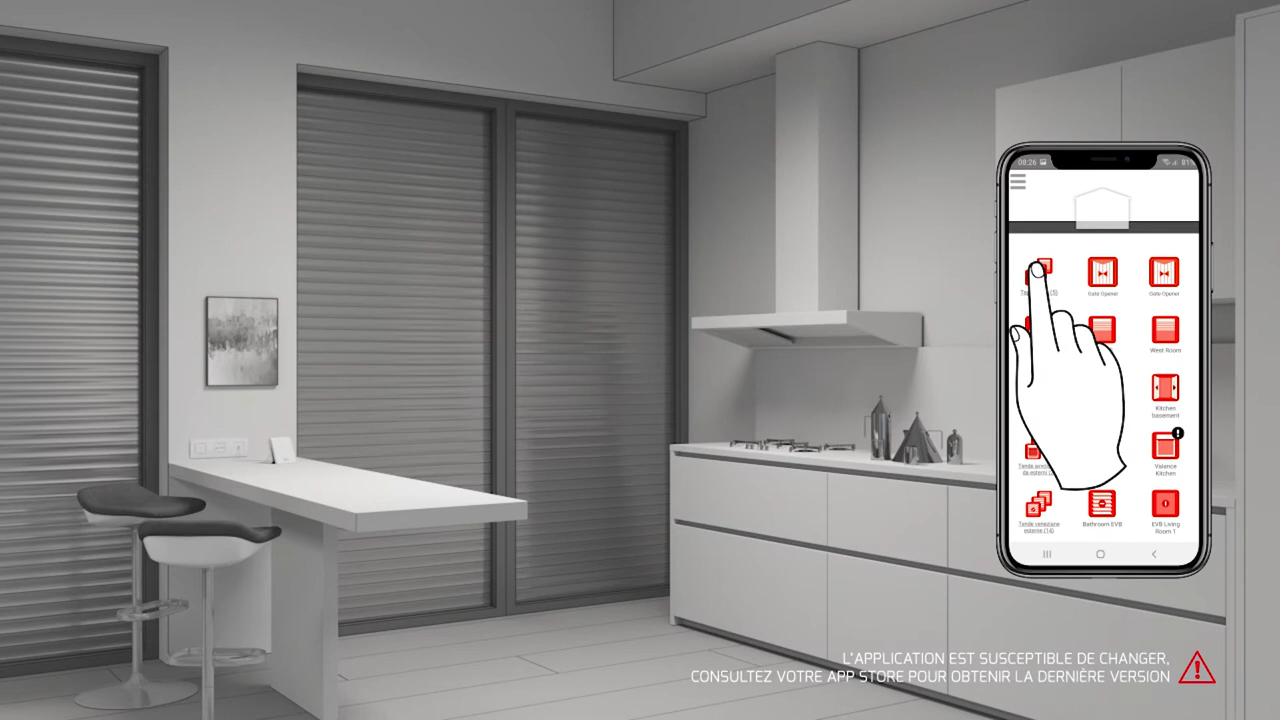 08:26
81%
Gate Opener
Gate Opener
West Room
Kitchen
basement
Valance
Kitchen
Tende veneziane
esterne (14)
Bathroom EVB
EVB Living
Room 1
L'APPLICATION EST SUSCEPTIBLE DE CHANGER,
CONSULTEZ VOTRE APP STORE POUR OBTENIR LA DERNIÈRE VERSION